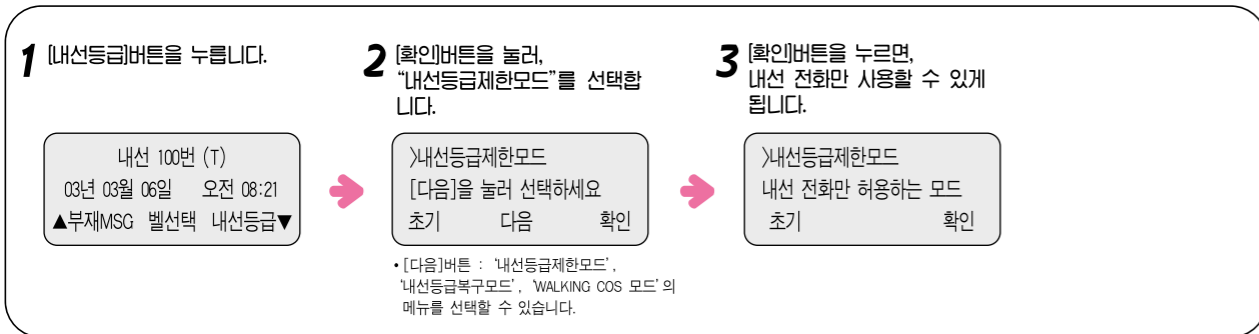 1 [내선등급]버튼을 누릅니다.
내선 100번 (T)
03년 03월 06일 오전 08:21
▲부재MSG 벨선택 내선등급▼
2 [확인]버튼을 눌러,
“내선등급제한모드”를 선택합
니다.
〉내선등급제한모드
[다음]을 눌러 선택하세요
초기 다음 확인
• [다음]버튼 : ‘내선등급제한모드’,
‘내선등급복구모드’, ‘WALKING COS 모드’의
메뉴를 선택할 수 있습니다.
3 [확인]버튼을 누르면,
내선 전화만 사용할 수 있게
됩니다.
〉내선등급제한모드
내선 전화만 허용하는 모드
초기 확인